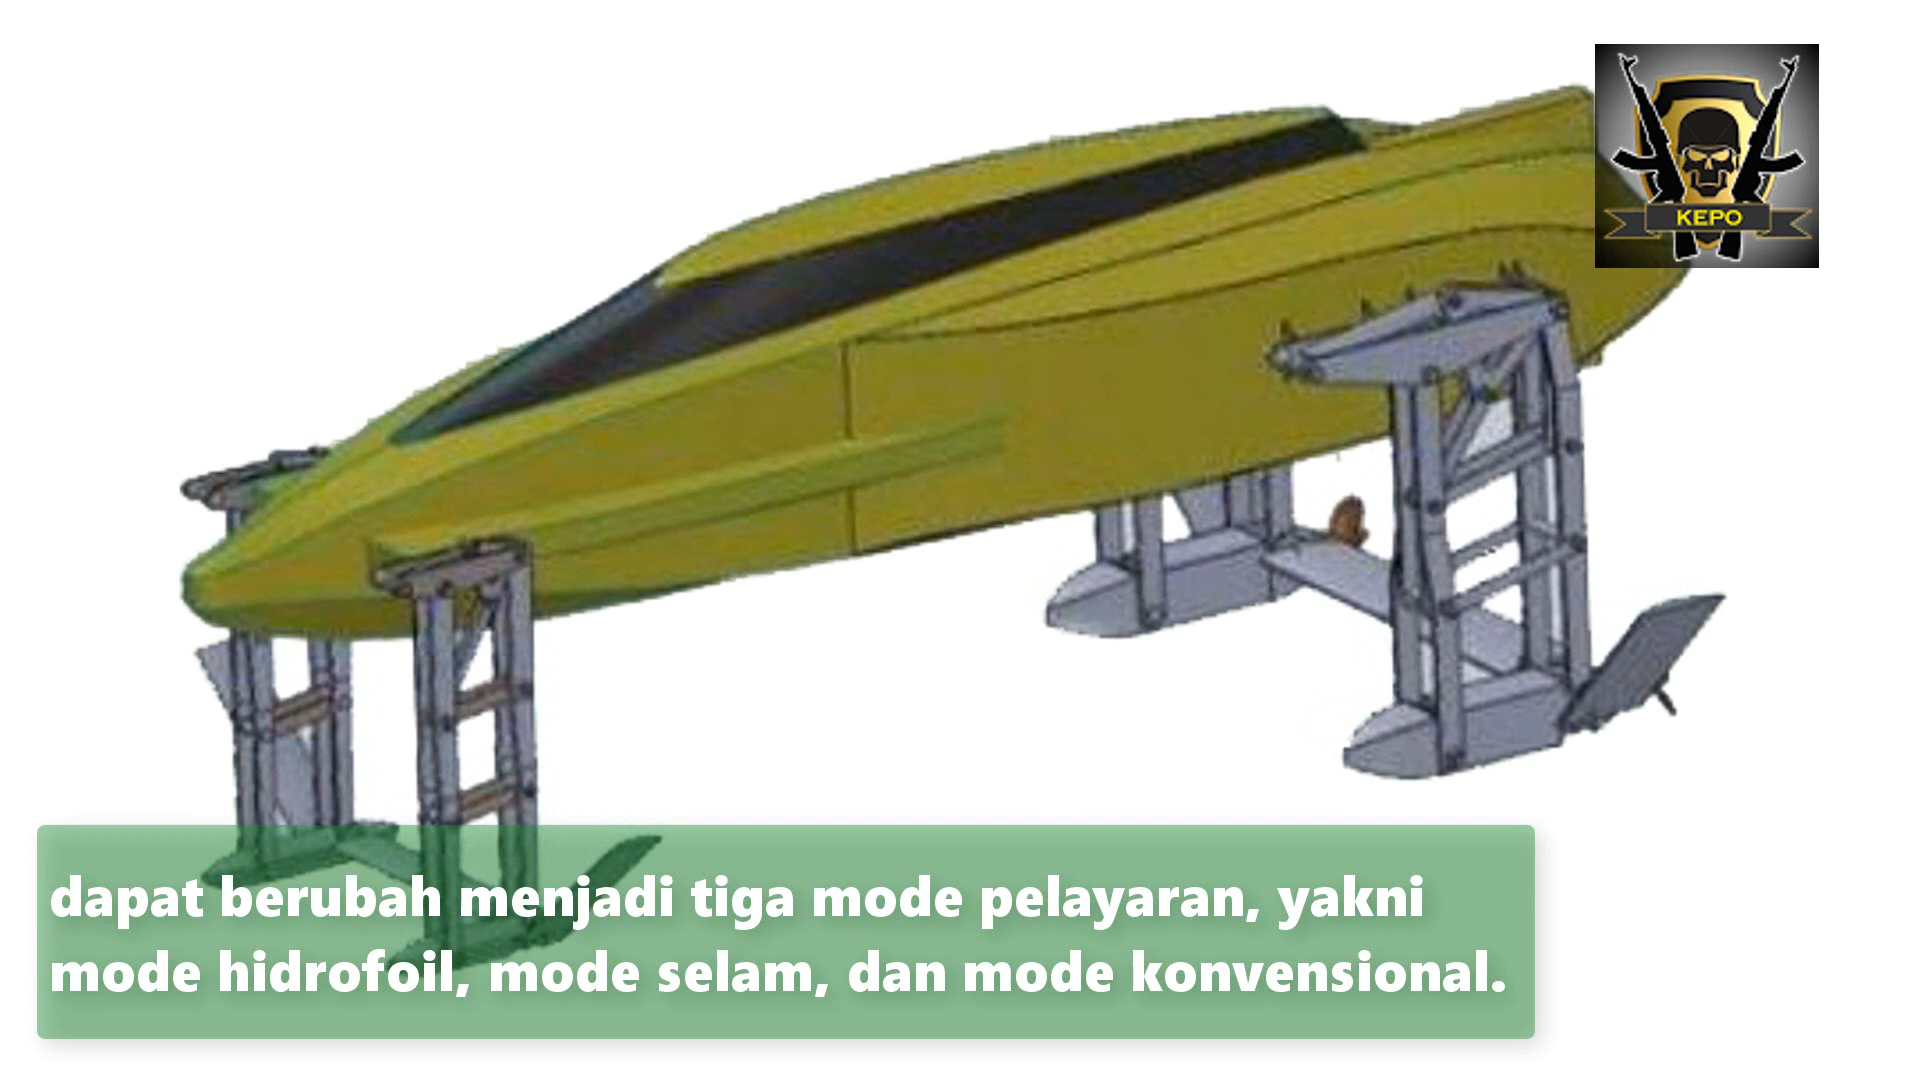 KEPO
dapat berubah menjadi tiga mode pelayaran, yakni
mode hidrofoil, mode selam, dan mode konvensional.